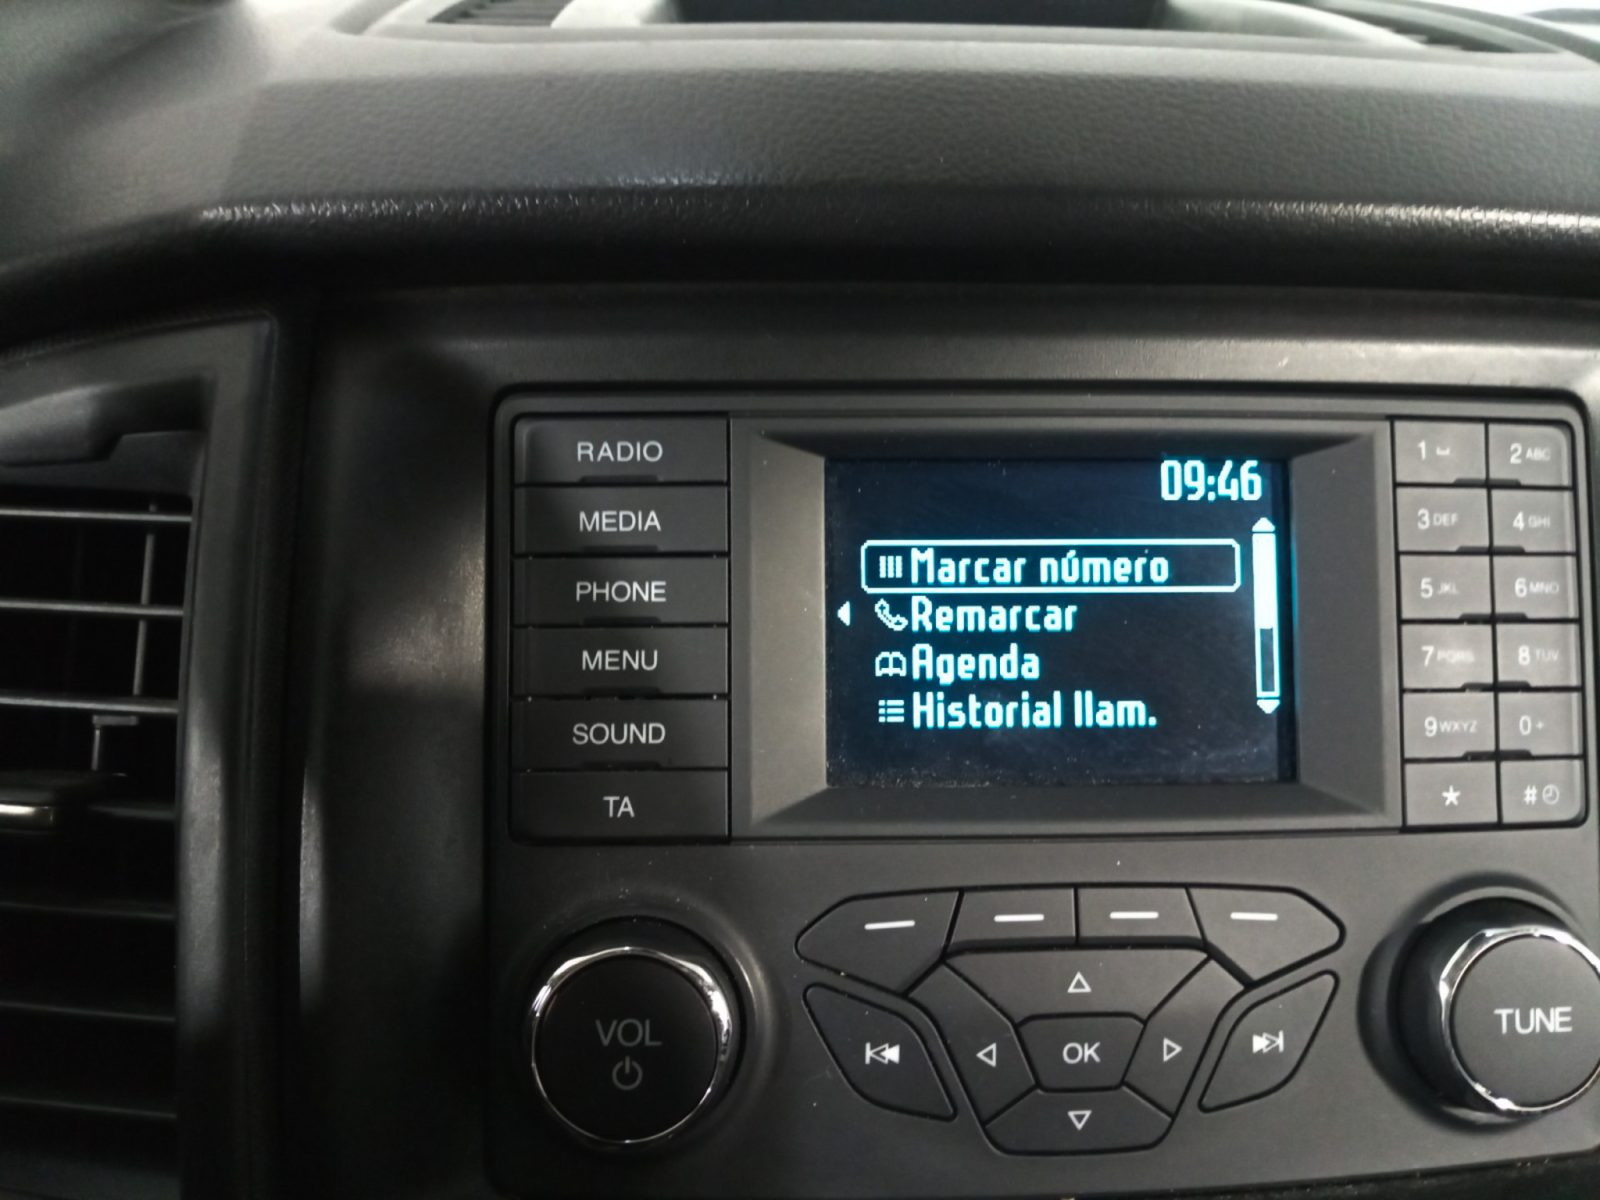 RADIO
MEDIA
PHONE
MENU
SOUND
TA
09:46
Marcar número
Remarcar
Agenda
Historial llam.
1 2 ABC
3 DEF 4 GHI
5 JKL 6 MNO
7 PQRS 8 TUV
9 WXYZ 0 +
* #
VOL
OK
TUNE